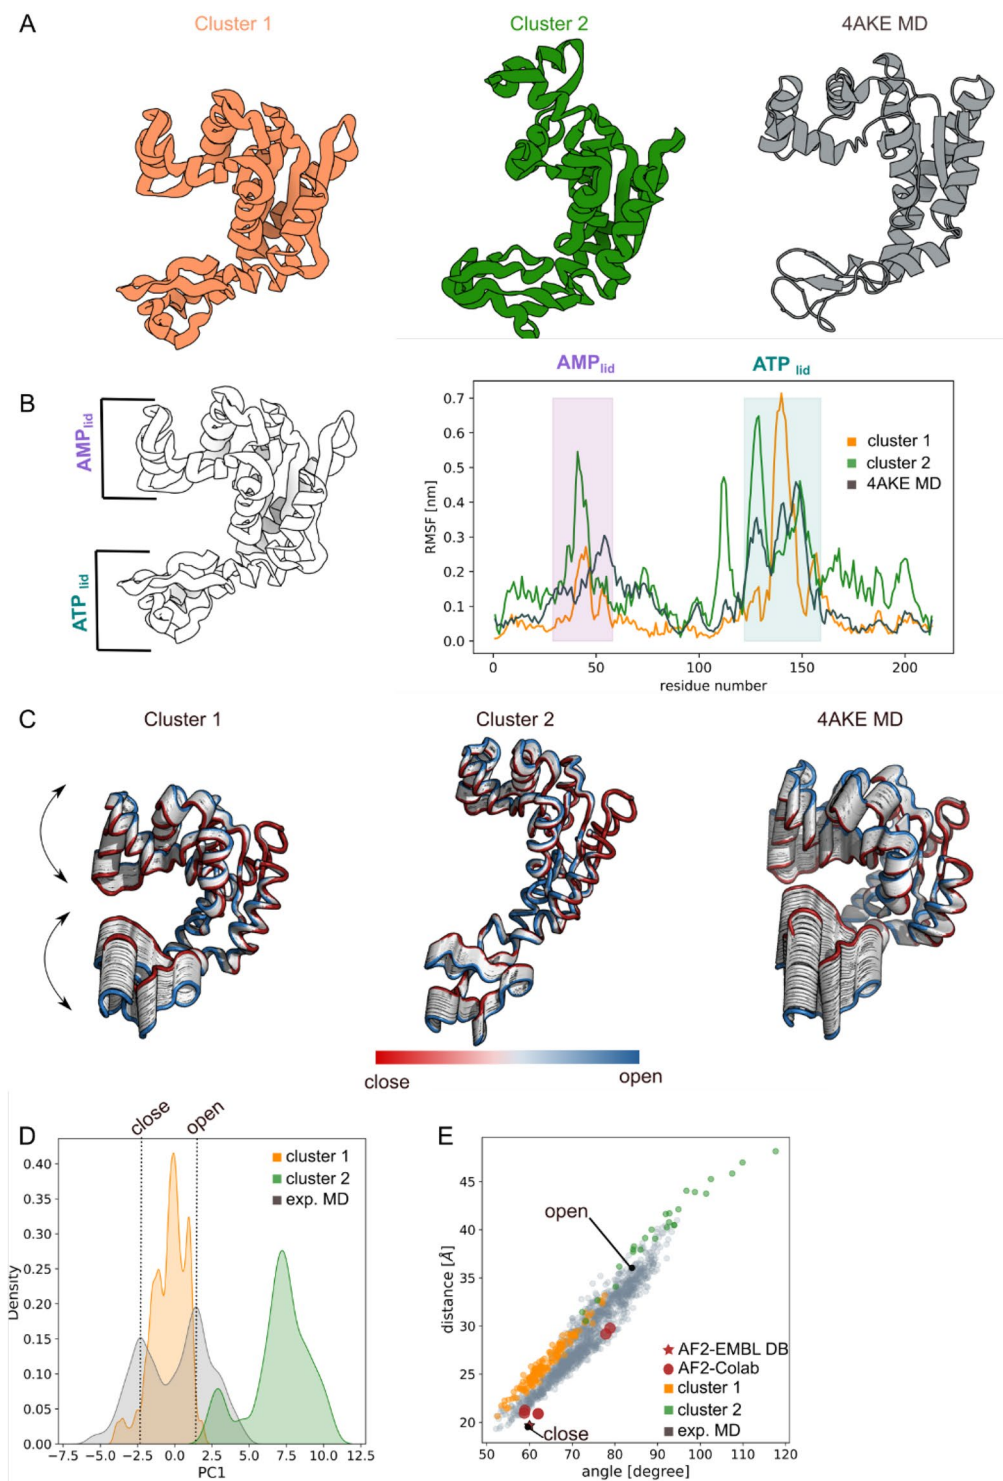 A
Cluster 1
Cluster 2
4AKE MD
B
AMPlid
ATP lid
AMPlid
ATP lid
RMSF [nm]
0.7
0.6
0.5
0.4
0.3
0.2
0.1
0.0
cluster 1
cluster 2
4AKE MD
0
50
100
150
200
residue number
C
Cluster 1
Cluster 2
4AKE MD
close
open
D
close
open
Density
0.40
0.35
0.30
0.25
0.20
0.15
0.10
0.05
0.00
cluster 1
cluster 2
exp. MD
−7.5
−5.0
−2.5
0.0
2.5
5.0
7.5
10.0
12.5
PC1
E
distance [Å]
45
40
35
30
25
20
open
close
AF2-EMBL DB
AF2-Colab
cluster 1
cluster 2
exp. MD
50
60
70
80
90
100
110
120
angle [degree]